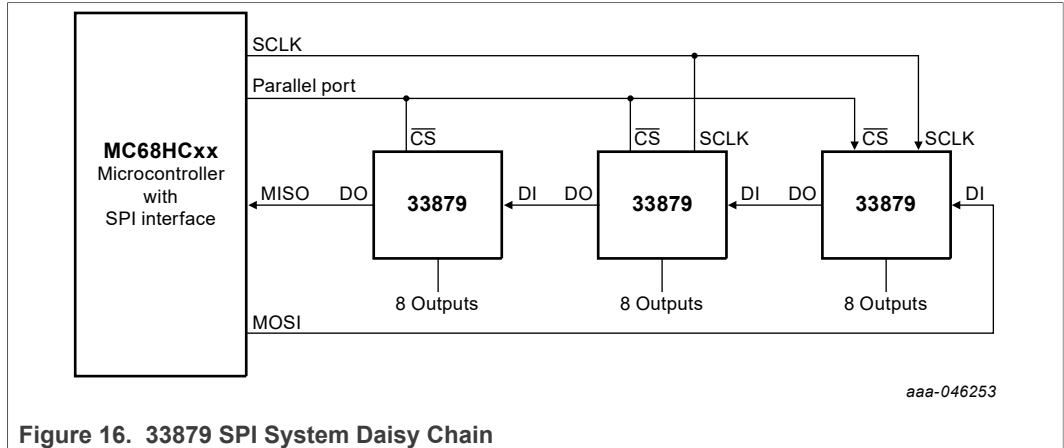 SCLK
Parallel port
CS CS SCLK CS SCLK
MC68HCxx
Microcontroller
with
SPI interface
MISO DO 33879 DI DO 33879 DI DO 33879 DI
8 Outputs 8 Outputs 8 Outputs
MOSI
aaa-046253
Figure 16. 33879 SPI System Daisy Chain